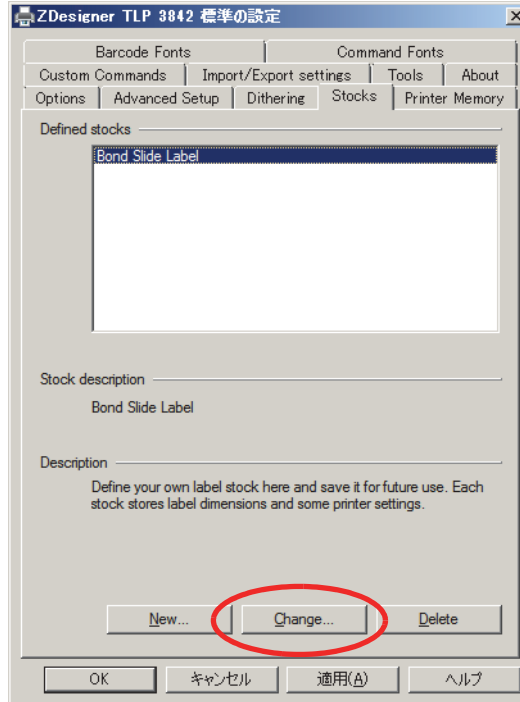 ZDesigner TLP 3842 標準の設定
Barcode Fonts Command Fonts
Custom Commands Import/Export settings Tools About
Options Advanced Setup Dithering Stocks Printer Memory
Defined stocks
Bond Slide Label
Stock description
Bond Slide Label
Description
Define your own label stock here and save it for future use. Each
stock stores label dimensions and some printer settings.
New... Change... Delete
OK キャンセル 適用(A) ヘルプ